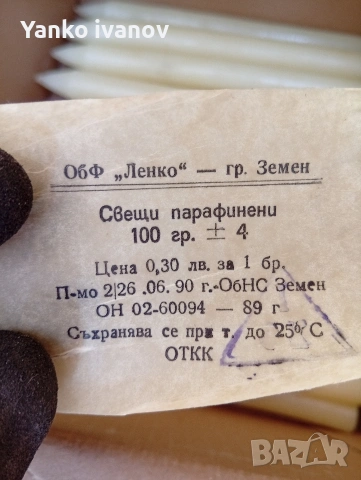 Yanko ivanov
ОбФ „Ленко“ — гр. Земен
Свещи парафинени
100 гр. ± 4
Цена 0,30 лв. за 1 бр.
П-мо 2|26 .06. 90 г.-ОбНС Земен
ОН 02-60094 — 89 г
Съхранява се при т. до 25° С
ОТКК
BAZAR